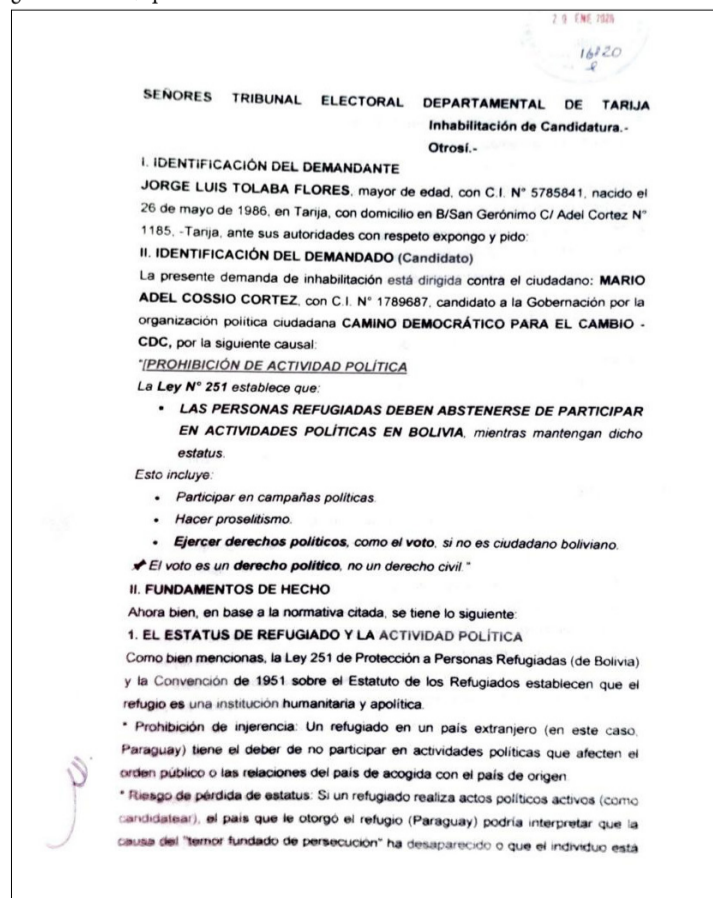 29 ENE 2026
SEÑORES TRIBUNAL ELECTORAL DEPARTAMENTAL DE TARIJA
Inhabilitación de Candidatura.-
Otrosí.-
I. IDENTIFICACIÓN DEL DEMANDANTE
JORGE LUIS TOLABA FLORES, mayor de edad, con C.I. N° 5785841, nacido el
26 de mayo de 1986, en Tarija, con domicilio en B/San Gerónimo C/ Adel Cortez N°
1185, -Tarija, ante sus autoridades con respeto expongo y pido:
II. IDENTIFICACIÓN DEL DEMANDADO (Candidato)
La presente demanda de inhabilitación está dirigida contra el ciudadano: MARIO
ADEL COSSIO CORTEZ, con C.I. N° 1789687, candidato a la Gobernación por la
organización política ciudadana CAMINO DEMOCRÁTICO PARA EL CAMBIO -
CDC, por la siguiente causal:
"[PROHIBICIÓN DE ACTIVIDAD POLÍTICA
La Ley N° 251 establece que:
• LAS PERSONAS REFUGIADAS DEBEN ABSTENERSE DE PARTICIPAR
EN ACTIVIDADES POLÍTICAS EN BOLIVIA, mientras mantengan dicho
estatus.
Esto incluye:
• Participar en campañas políticas.
• Hacer proselitismo.
• Ejercer derechos políticos, como el voto, si no es ciudadano boliviano.
El voto es un derecho político, no un derecho civil."
II. FUNDAMENTOS DE HECHO
Ahora bien, en base a la normativa citada, se tiene lo siguiente:
1. EL ESTATUS DE REFUGIADO Y LA ACTIVIDAD POLÍTICA
Como bien mencionas, la Ley 251 de Protección a Personas Refugiadas (de Bolivia)
y la Convención de 1951 sobre el Estatuto de los Refugiados establecen que el
refugio es una institución humanitaria y apolítica.
* Prohibición de injerencia: Un refugiado en un país extranjero (en este caso,
Paraguay) tiene el deber de no participar en actividades políticas que afecten el
orden público o las relaciones del país de acogida con el país de origen.
* Riesgo de pérdida de estatus: Si un refugiado realiza actos políticos activos (como
candidatear), el país que le otorgó el refugio (Paraguay) podría interpretar que la
causa del "temor fundado de persecución" ha desaparecido o que el individuo está